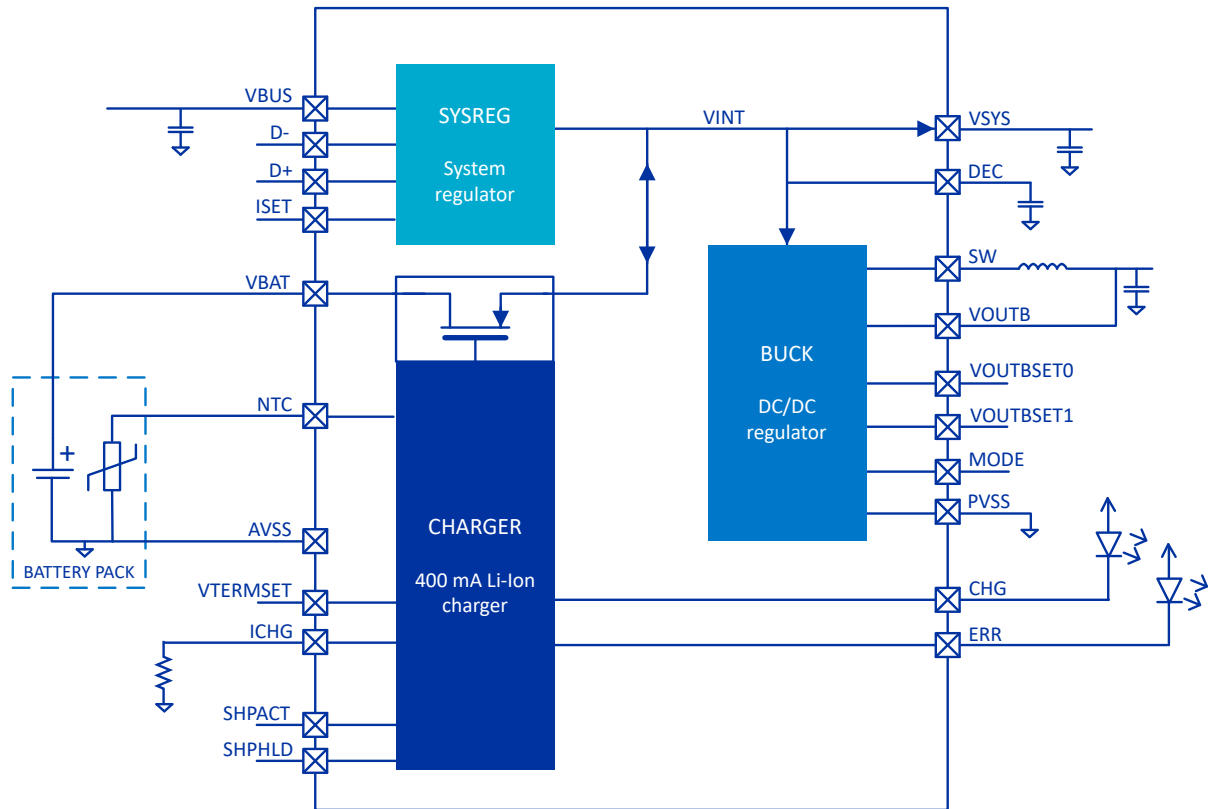 VBUS
D-
D+
ISET
VBAT
NTC
AVSS
VTERMSET
ICHG
SHPACT
SHPHLD
+
BATTERY PACK
SYSREG
System
regulator
CHARGER
400 mA Li-Ion
charger
VINT
BUCK
DC/DC
regulator
VSYS
DEC
SW
VOUTB
VOUTBSET0
VOUTBSET1
MODE
PVSS
CHG
ERR